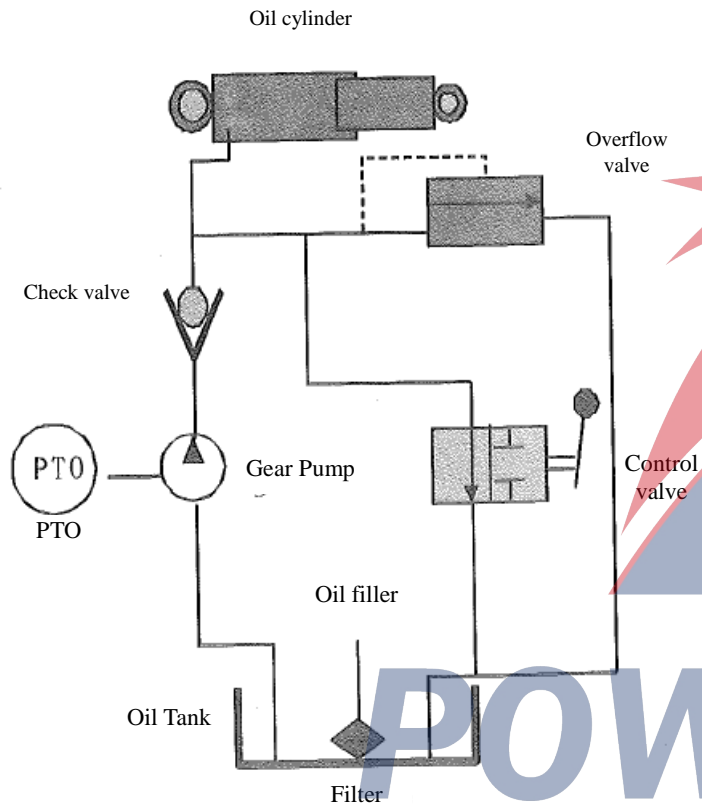 Oil cylinder
Overflow
valve
Check valve
PTO
Gear Pump
Control
valve
PTO
Oil filler
Oil Tank
Filter
POW